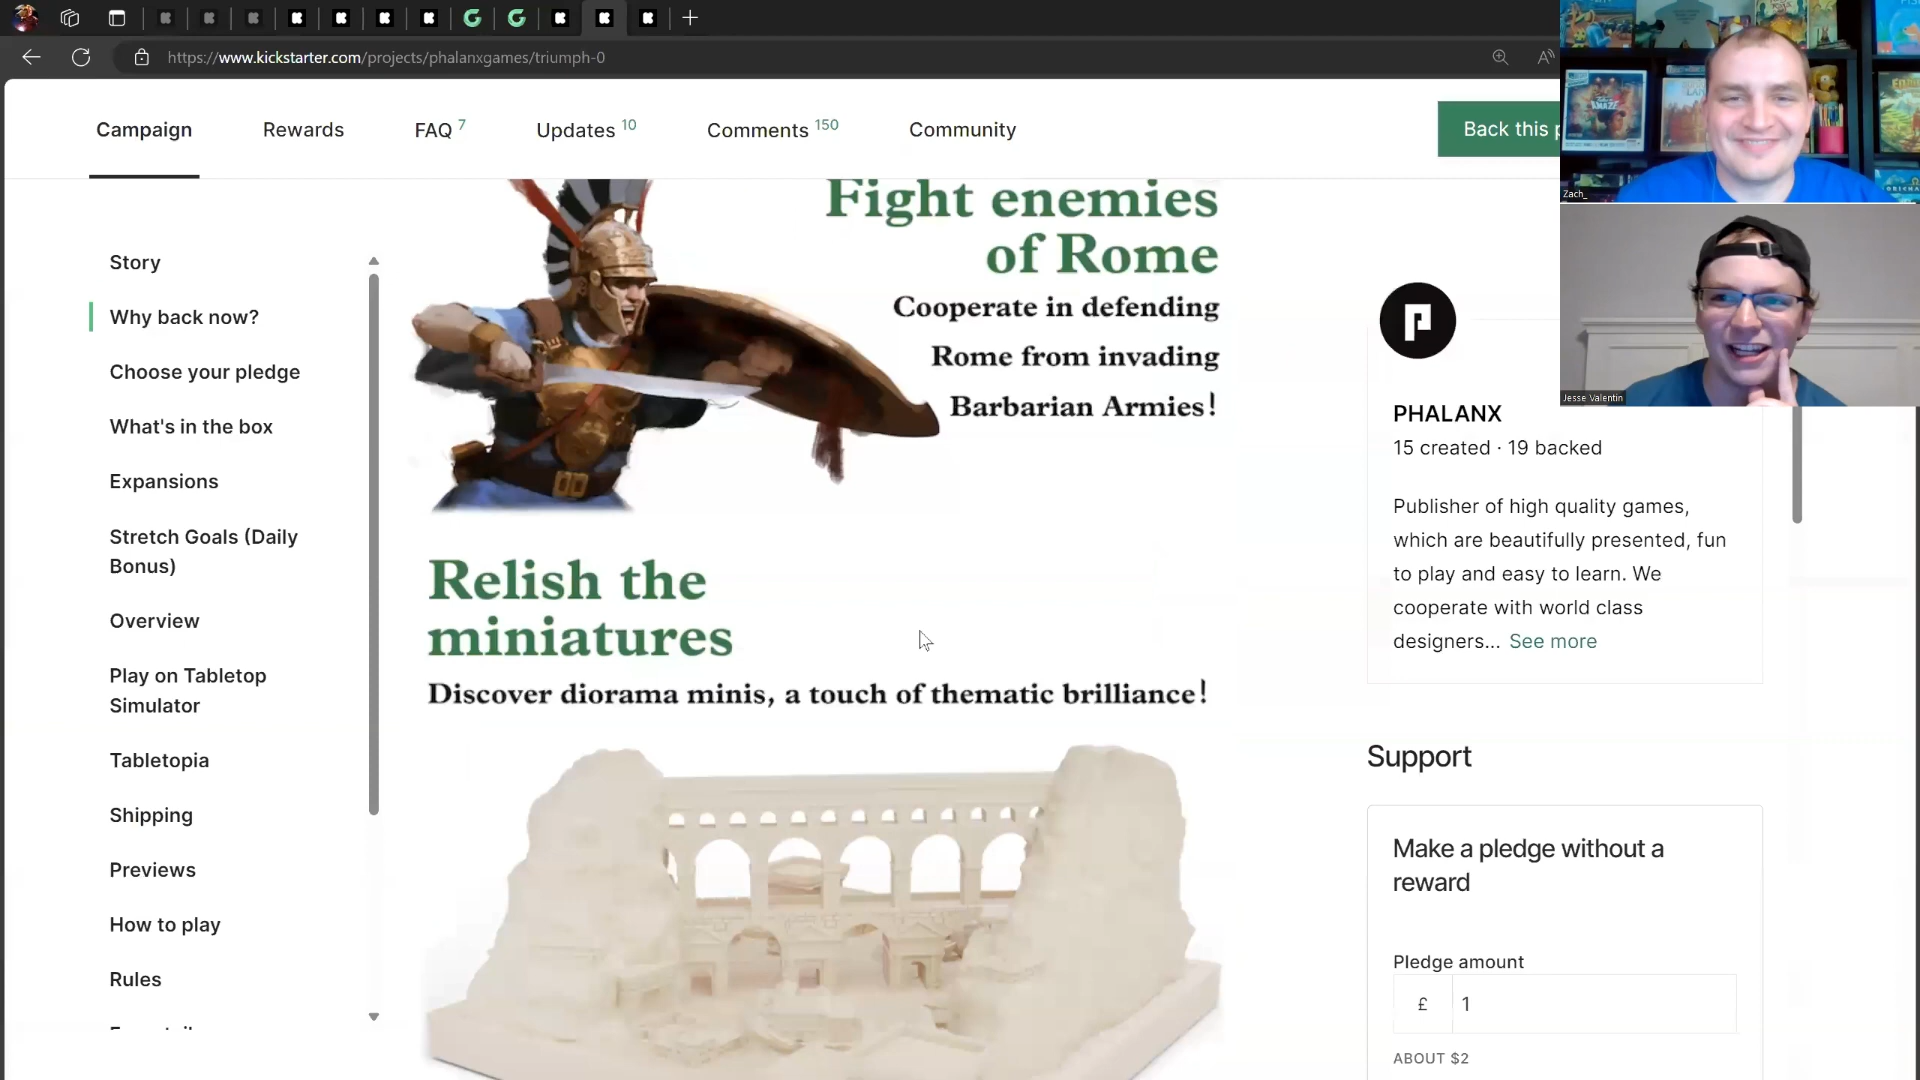 https://www.kickstarter.com/projects/phalanxgames/triumph-0
Campaign
Rewards
FAQ 7
Updates 10
Comments 150
Community
Back this
Story
Why back now?
Choose your pledge
What's in the box
Expansions
Stretch Goals (Daily
Bonus)
Overview
Play on Tabletop
Simulator
Tabletopia
Shipping
Previews
How to play
Rules
Fight enemies
of Rome
Cooperate in defending
Rome from invading
Barbarian Armies!
Relish the
miniatures
Discover diorama minis, a touch of thematic brilliance!
PHALANX
15 created · 19 backed
Publisher of high quality games,
which are beautifully presented, fun
to play and easy to learn. We
cooperate with world class
designers... See more
Support
Make a pledge without a
reward
Pledge amount
£ 1
ABOUT $2
Zach_
Jesse Valentin